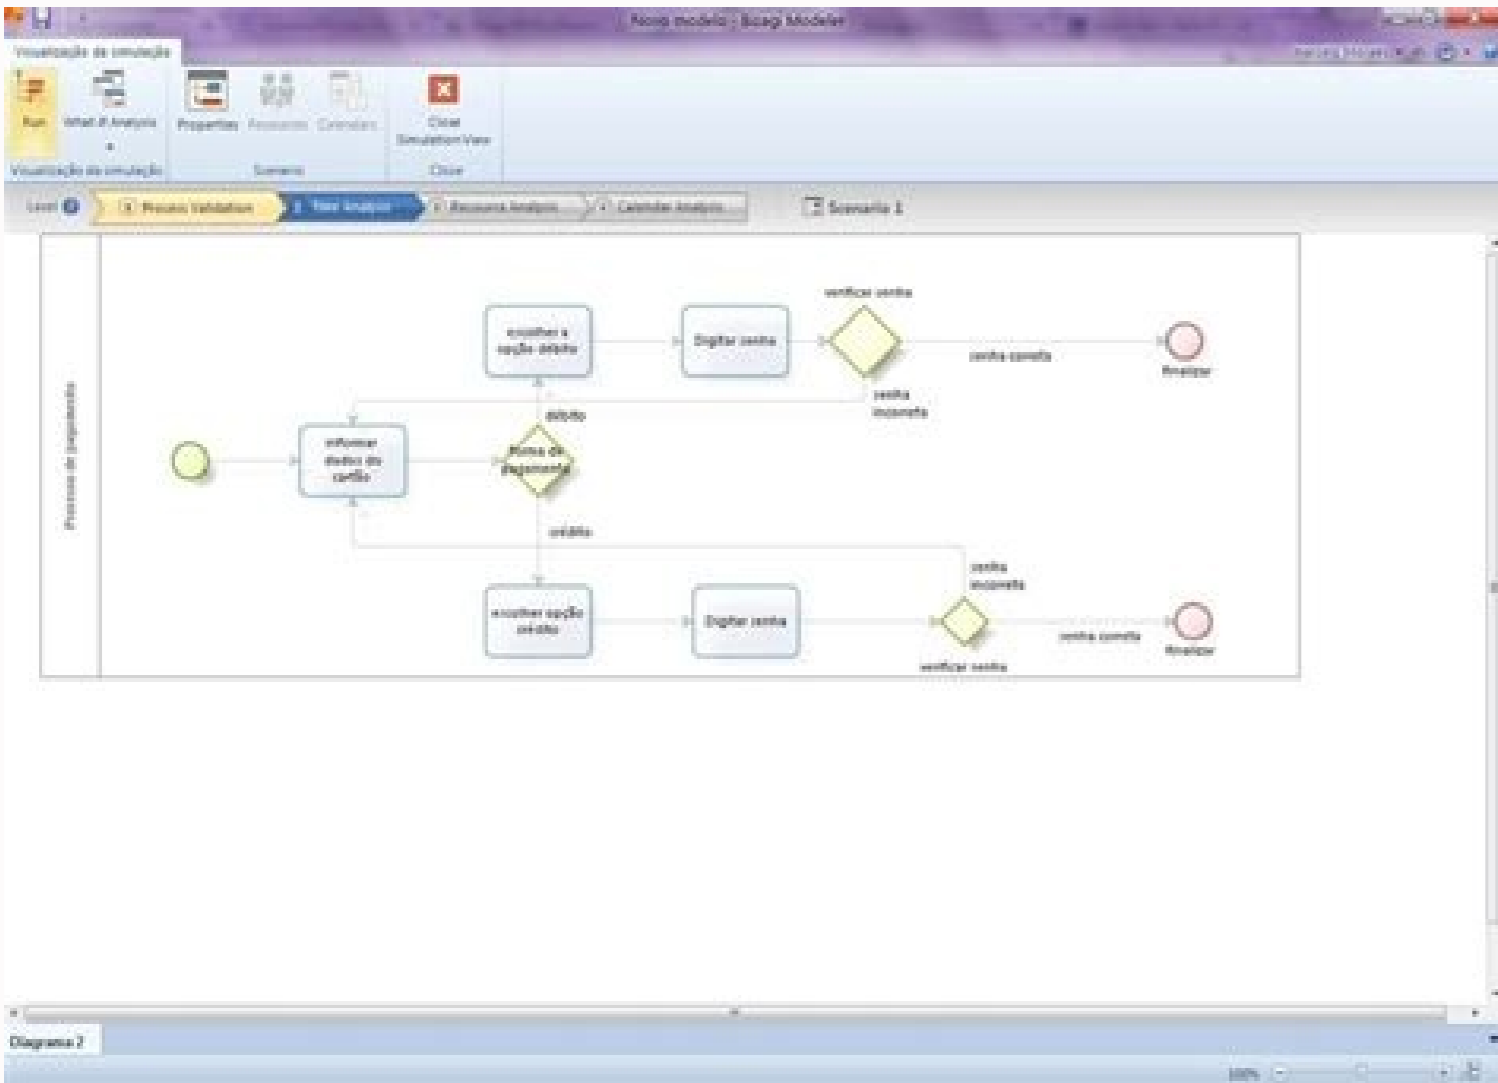 Novo modelo - Bizagi Modeler
Visualização da simulação
Run
What-If Analysis
Properties
Resources
Calendars
Close
Simulation View
Visualização da simulação
Scenario
Close
Level
Process Validation
Time Analysis
Resource Analysis
Calendar Analysis
Scenario 1
Processo de pagamento
verificar senha
escolher a
opção débito
Digitar senha
senha correta
finalizar
senha
incorreta
débito
informar
dados do
cartão
forma de
pagamento
crédito
senha
incorreta
escolher opção
crédito
Digitar senha
senha correta
finalizar
verificar senha
Diagrama 2
100%